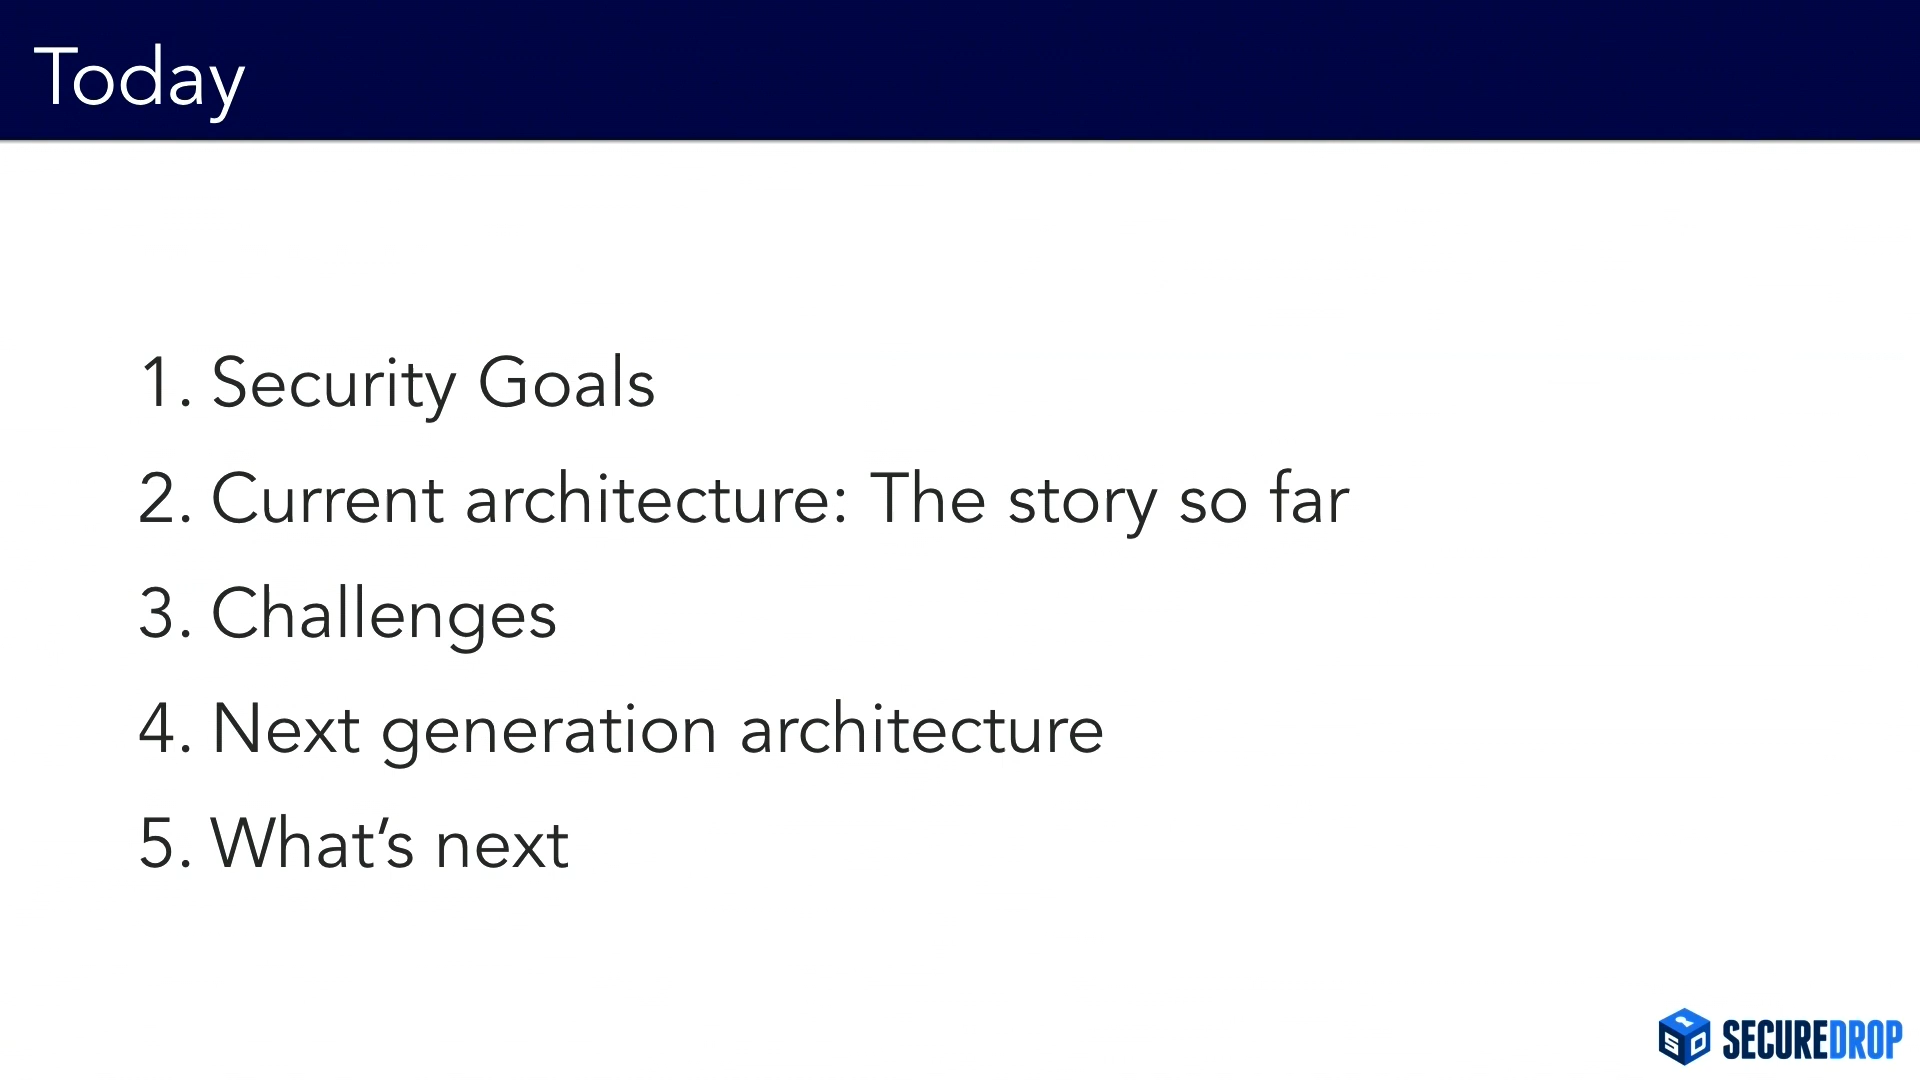 Today
1. Security Goals
2. Current architecture: The story so far
3. Challenges
4. Next generation architecture
5. What’s next
SD SECUREDROP